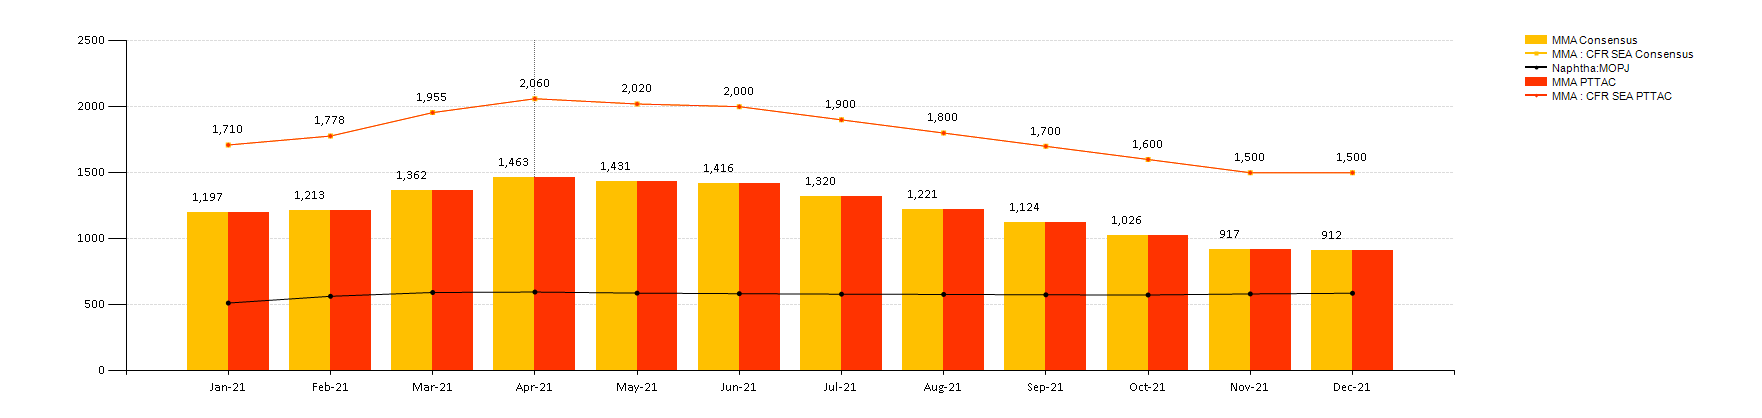 2500
2000
1500
1000
500
0
1,710
1,778
1,955
2,060
2,020
2,000
1,900
1,800
1,700
1,600
1,500
1,500
1,197
1,213
1,362
1,463
1,431
1,416
1,320
1,221
1,124
1,026
917
912
Jan-21
Feb-21
Mar-21
Apr-21
May-21
Jun-21
Jul-21
Aug-21
Sep-21
Oct-21
Nov-21
Dec-21
MMA Consensus
MMA : CFR SEA Consensus
Naphtha:MOPJ
MMA PTTAC
MMA : CFR SEA PTTAC